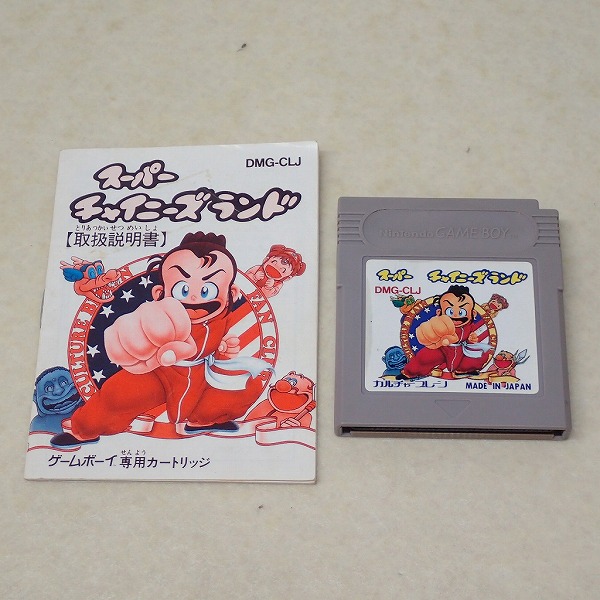 DMG-CLJ
スーパー
チャイニーズランド
とりあつかいせつめいしょ
【取扱説明書】
CULTURE BRAIN
せんよう
ゲームボーイ専用カートリッジ
Nintendo GAME BOY
スーパー チャイニーズランド
DMG-CLJ
カルチャーブレーン MADE IN JAPAN